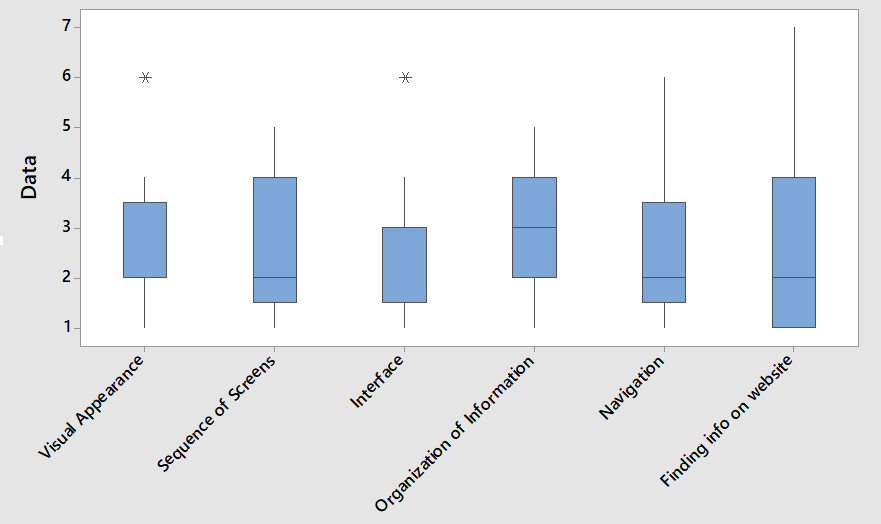 Data
7
6
5
4
3
2
1
Visual Appearance
Sequence of Screens
Interface
Organization of Information
Navigation
Finding info on website